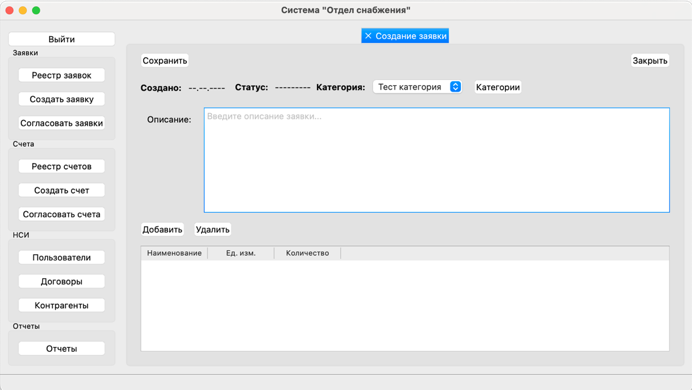 Система "Отдел снабжения"
Выйти
Заявки
Реестр заявок
Создать заявку
Согласовать заявки
Счета
Реестр счетов
Создать счет
Согласовать счета
НСИ
Пользователи
Договоры
Контрагенты
Отчеты
Отчеты
× Создание заявки
Сохранить Закрыть
Создано: --.--.---- Статус: --------- Категория: Тест категория Категории
Описание: Введите описание заявки...
Добавить Удалить
Наименование Ед. изм. Количество